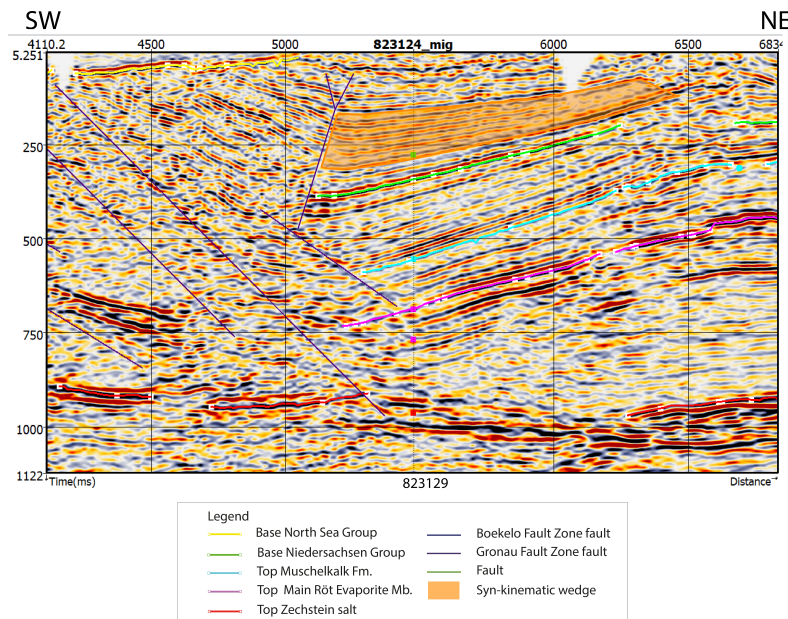 SW NE
4110.2 4500 5000 823124_mig 6000 6500 6834
5.251
250
500
750
1000
1122
Time(ms) 823129 Distance
Legend
Base North Sea Group Boekelo Fault Zone fault
Base Niedersachsen Group Gronau Fault Zone fault
Top Muschelkalk Fm. Fault
Top Main Röt Evaporite Mb. Syn-kinematic wedge
Top Zechstein salt